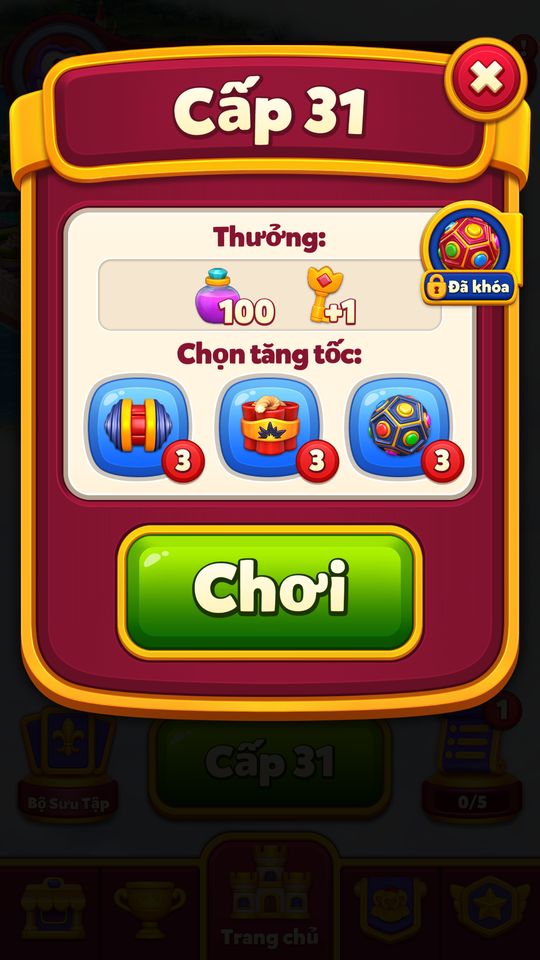 Cấp 31
Thưởng:
100
+1
Đã khóa
Chọn tăng tốc:
3
3
3
Chơi
1
Cấp 31
Bộ Sưu Tập
0/5
Trang chủ